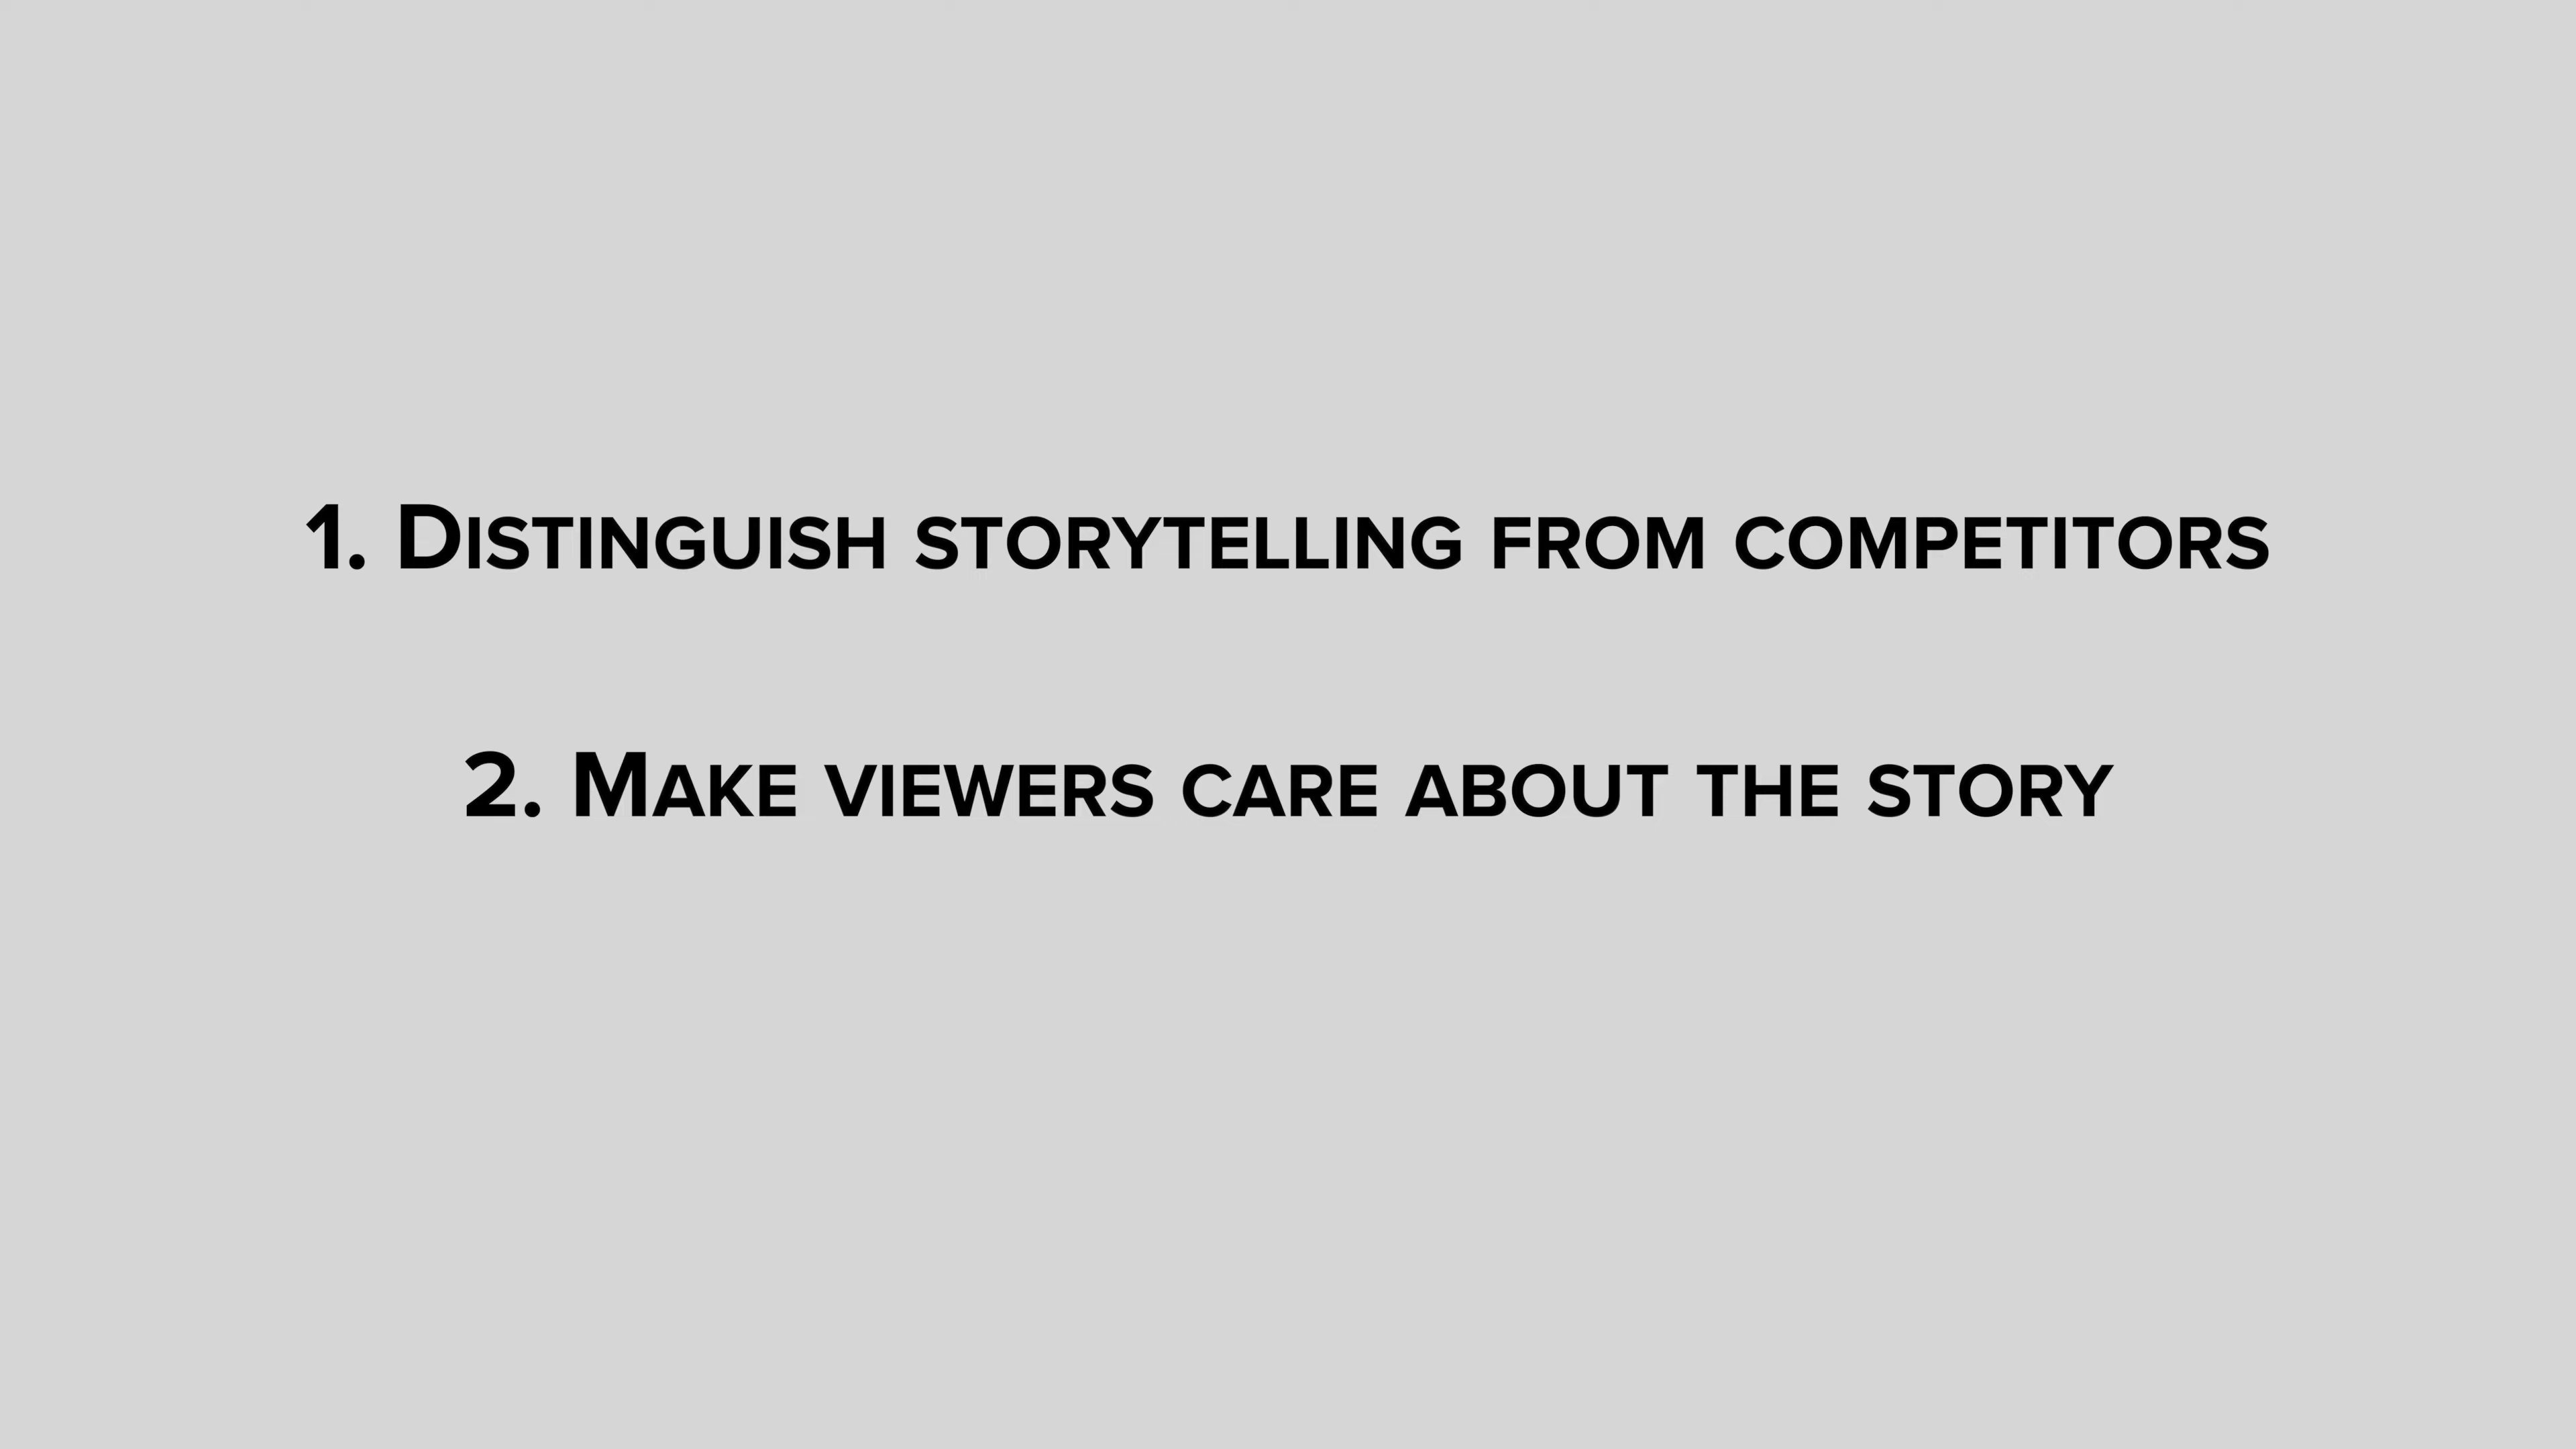 1. Distinguish storytelling from competitors
2. Make viewers care about the story